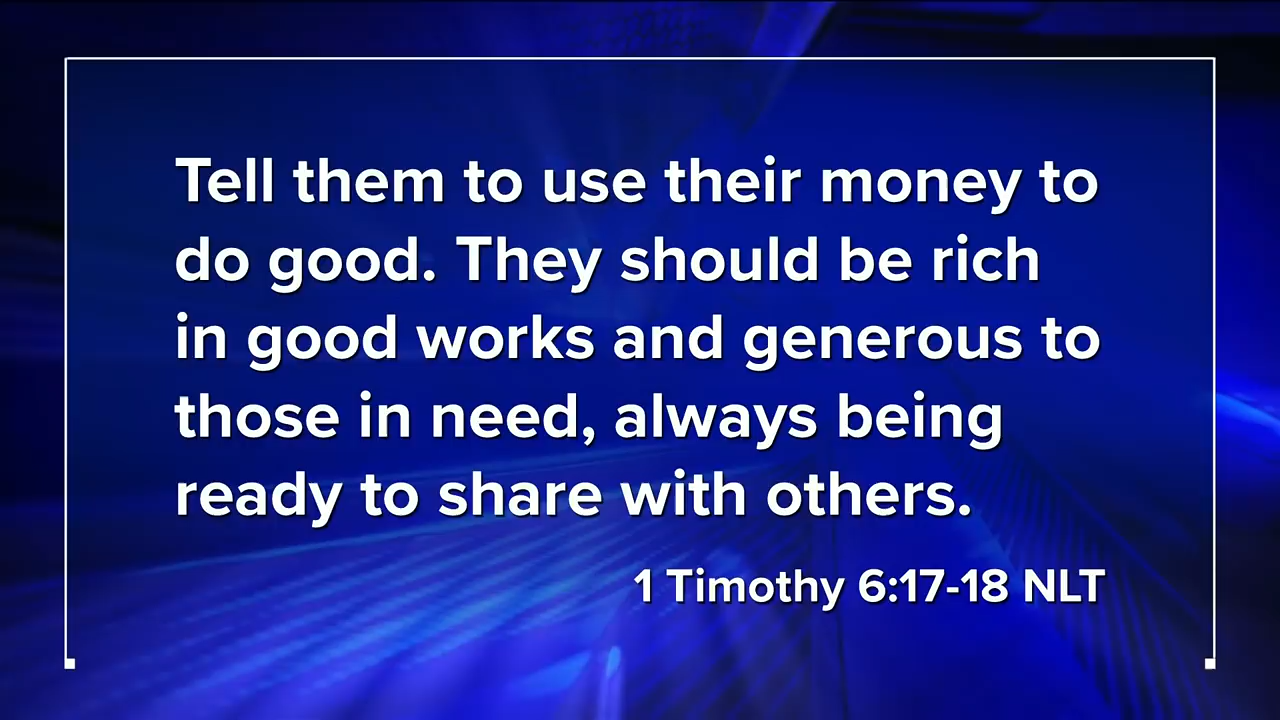 Tell them to use their money to
do good. They should be rich
in good works and generous to
those in need, always being
ready to share with others.
1 Timothy 6:17-18 NLT